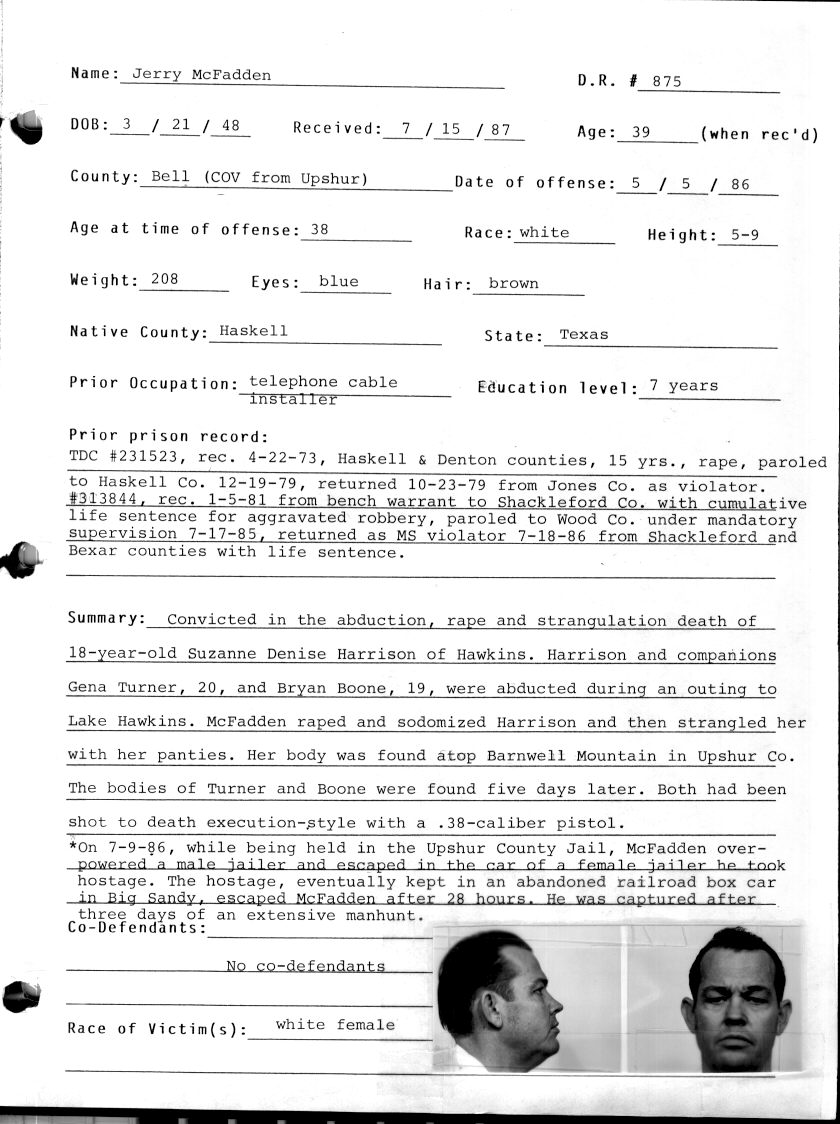 Name: Jerry McFadden D.R. # 875
DOB: 3 / 21 / 48 Received: 7 / 15 / 87 Age: 39 (when rec'd)
County: Bell (COV from Upshur) Date of offense: 5 / 5 / 86
Age at time of offense: 38 Race: white Height: 5-9
Weight: 208 Eyes: blue Hair: brown
Native County: Haskell State: Texas
Prior Occupation: telephone cable Education level: 7 years
installer
Prior prison record:
TDC #231523, rec. 4-22-73, Haskell & Denton counties, 15 yrs., rape, paroled
to Haskell Co. 12-19-79, returned 10-23-79 from Jones Co. as violator.
#313844, rec. 1-5-81 from bench warrant to Shackleford Co. with cumulative
life sentence for aggravated robbery, paroled to Wood Co. under mandatory
supervision 7-17-85, returned as MS violator 7-18-86 from Shackleford and
Bexar counties with life sentence.
Summary: Convicted in the abduction, rape and strangulation death of
18-year-old Suzanne Denise Harrison of Hawkins. Harrison and companions
Gena Turner, 20, and Bryan Boone, 19, were abducted during an outing to
Lake Hawkins. McFadden raped and sodomized Harrison and then strangled her
with her panties. Her body was found atop Barnwell Mountain in Upshur Co.
The bodies of Turner and Boone were found five days later. Both had been
shot to death execution-style with a .38-caliber pistol.
*On 7-9-86, while being held in the Upshur County Jail, McFadden over-
powered a male jailer and escaped in the car of a female jailer he took
hostage. The hostage, eventually kept in an abandoned railroad box car
in Big Sandy, escaped McFadden after 28 hours. He was captured after
three days of an extensive manhunt.
Co-Defendants:
No co-defendants
Race of Victim(s): white female